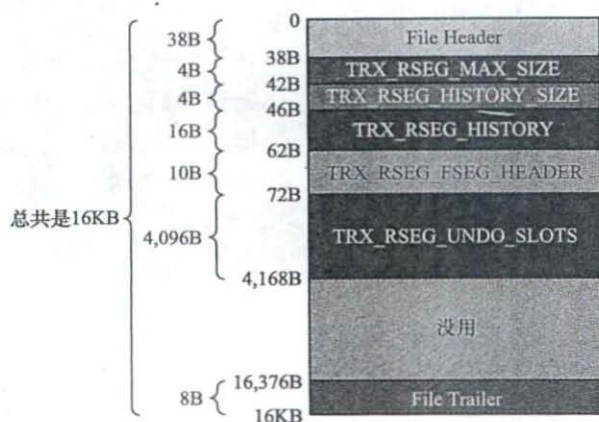 0
File Header
38B
38B
TRX_RSEG_MAX_SIZE
4B
42B
TRX_RSEG_HISTORY_SIZE
4B
46B
TRX_RSEG_HISTORY
16B
62B
TRX_RSEG_FSEG_HEADER
10B
72B
总共是16KB
4,096B
TRX_RSEG_UNDO_SLOTS
4,168B
没用
16,376B
8B
File Trailer
16KB